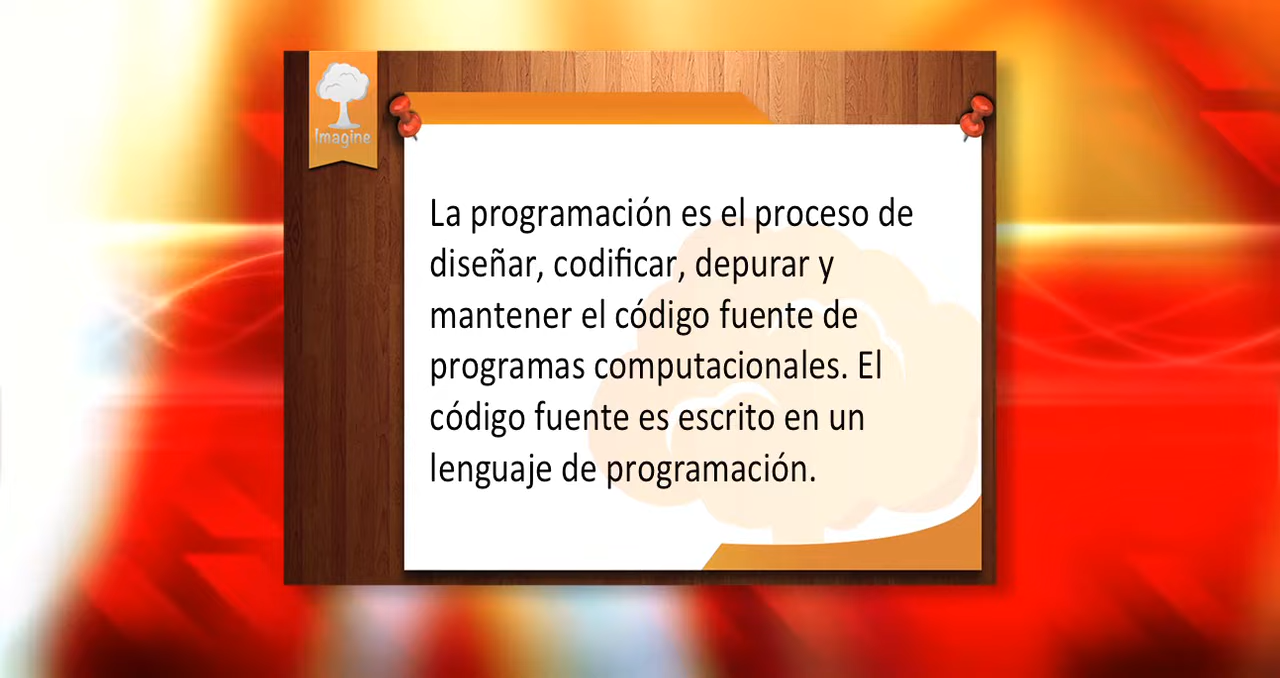 Imagine
La programación es el proceso de
diseñar, codificar, depurar y
mantener el código fuente de
programas computacionales. El
código fuente es escrito en un
lenguaje de programación.